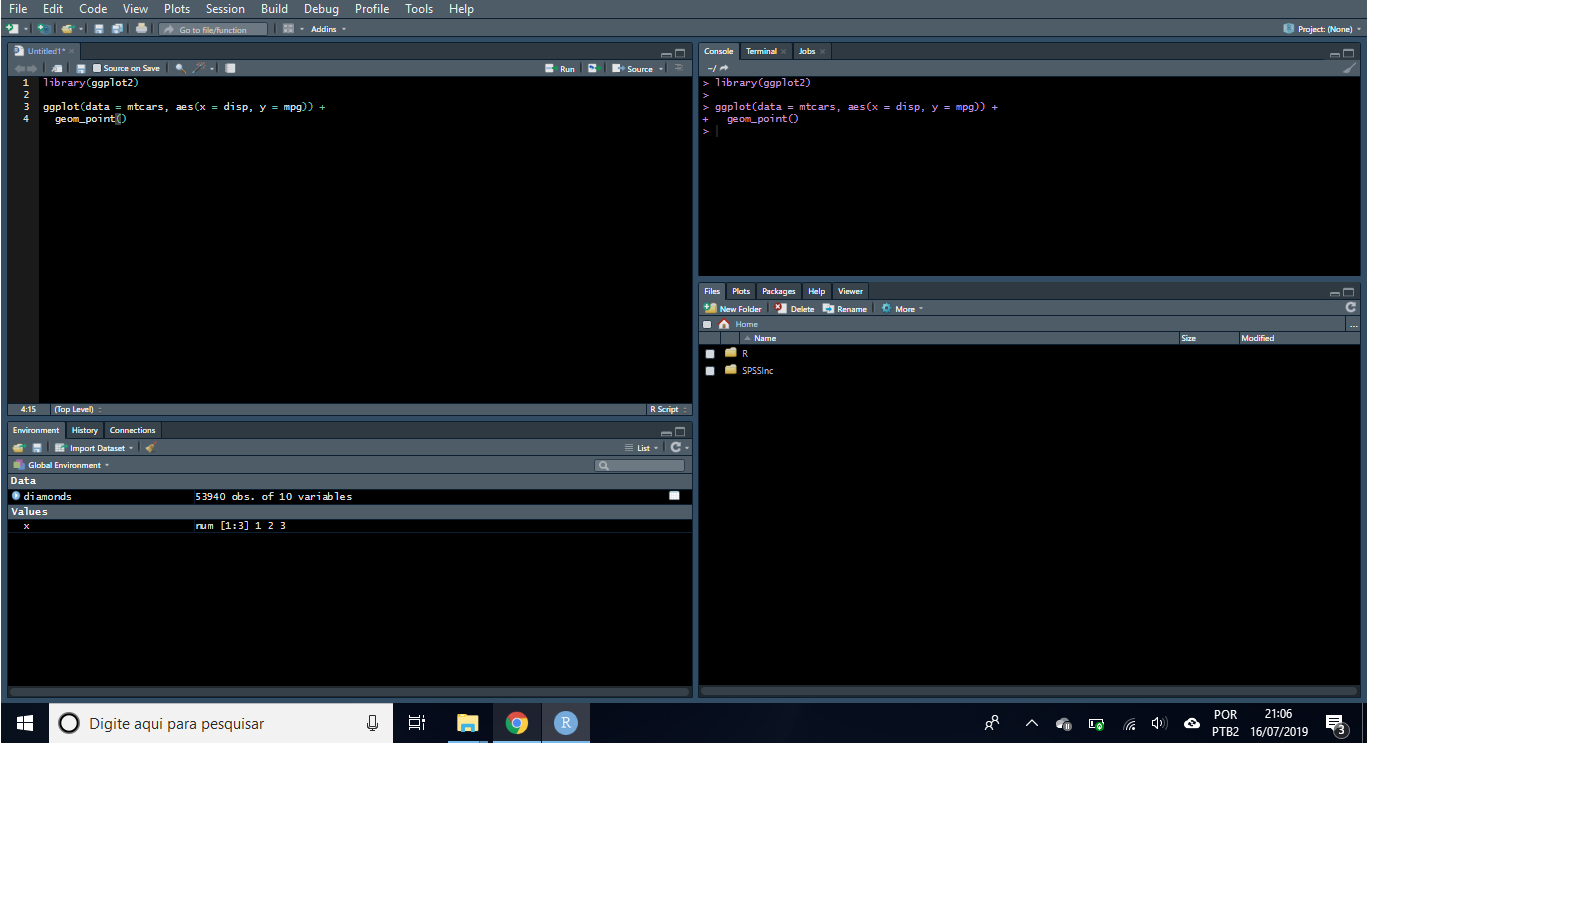 File Edit Code View Plots Session Build Debug Profile Tools Help
Go to file/function Addins Project: (None)
Untitled1*
Source on Save Run Source
1 library(ggplot2)
2
3 ggplot(data = mtcars, aes(x = disp, y = mpg)) +
4 geom_point()
4:15 (Top Level) R Script
Console Terminal Jobs
~/
> library(ggplot2)
>
> ggplot(data = mtcars, aes(x = disp, y = mpg)) +
+ geom_point()
>
Environment History Connections
Import Dataset List
Global Environment
Data
diamonds 53940 obs. of 10 variables
Values
x num [1:3] 1 2 3
Files Plots Packages Help Viewer
New Folder Delete Rename More
Home ...
Name Size Modified
R
SPSSInc
Digite aqui para pesquisar
R
POR
PTB2
21:06
16/07/2019
3